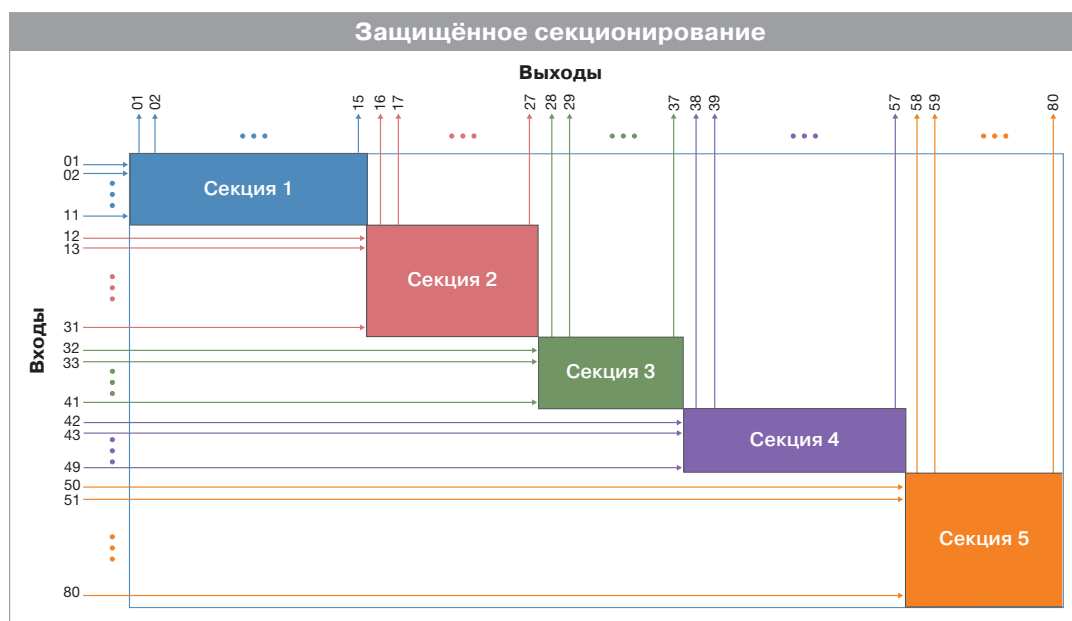 Защищённое секционирование
Выходы
01 02 15 16 17 27 28 29 37 38 39 57 58 59 80
Входы
01
02
11
12
13
31
32
33
41
42
43
49
50
51
80
Секция 1
Секция 2
Секция 3
Секция 4
Секция 5